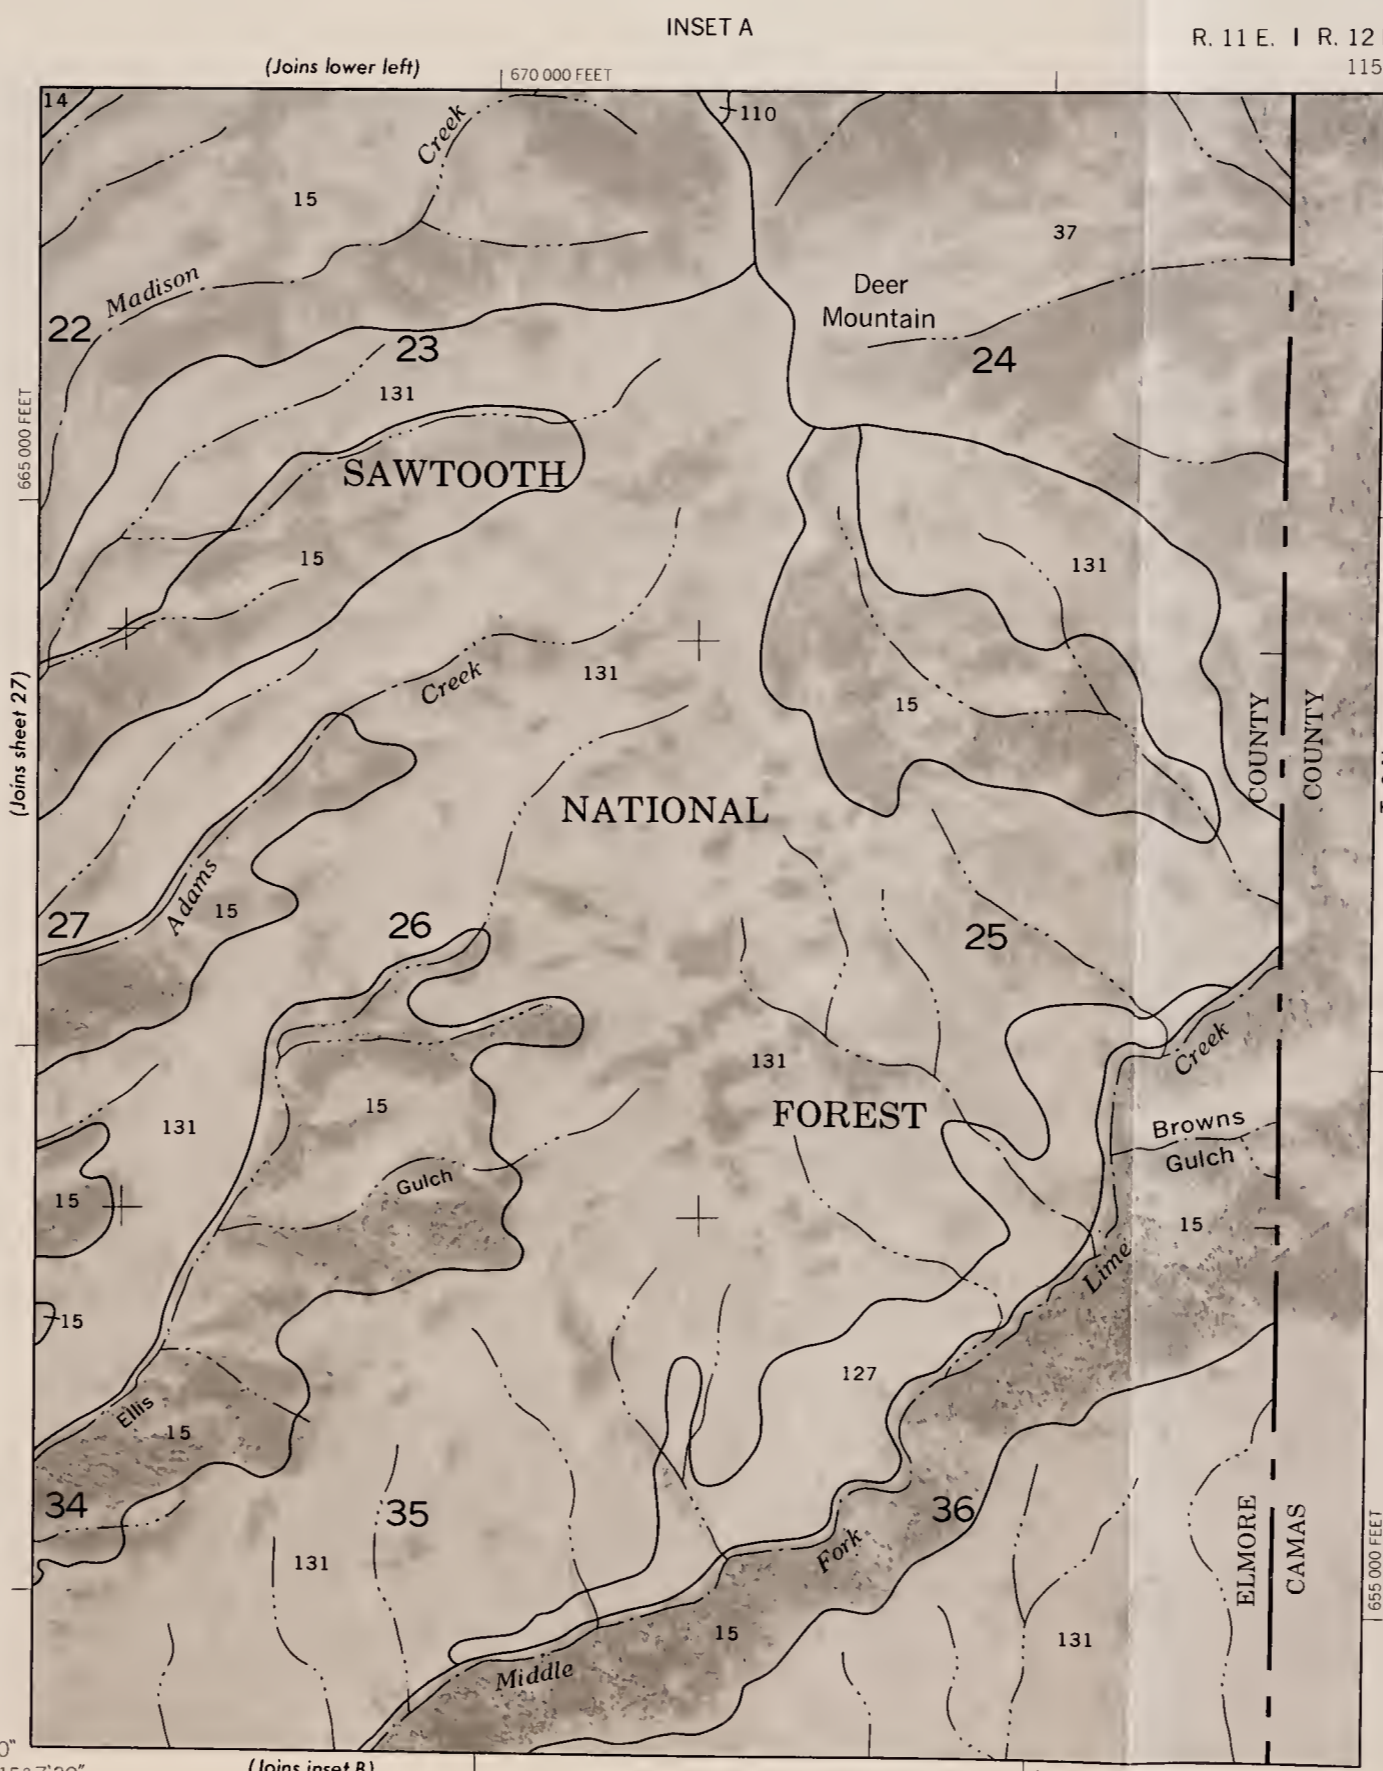 INSET A
R. 11 E. | R. 12
(Joins lower left)
670 000 FEET
115
14
Creek
110
15
37
Madison
Deer
Mountain
22
23
24
131
665 000 FEET
SAWTOOTH
15
131
131
Creek
15
(Joins sheet 27)
COUNTY
COUNTY
NATIONAL
Adams
15
27
26
25
131
Creek
15
FOREST
131
Browns
Gulch
Gulch
15
15
Lime
15
127
Ellis
15
34
35
36
ELMORE
CAMAS
655 000 FEET
Fork
131
15
131
Middle
0"
(Joins inset B)